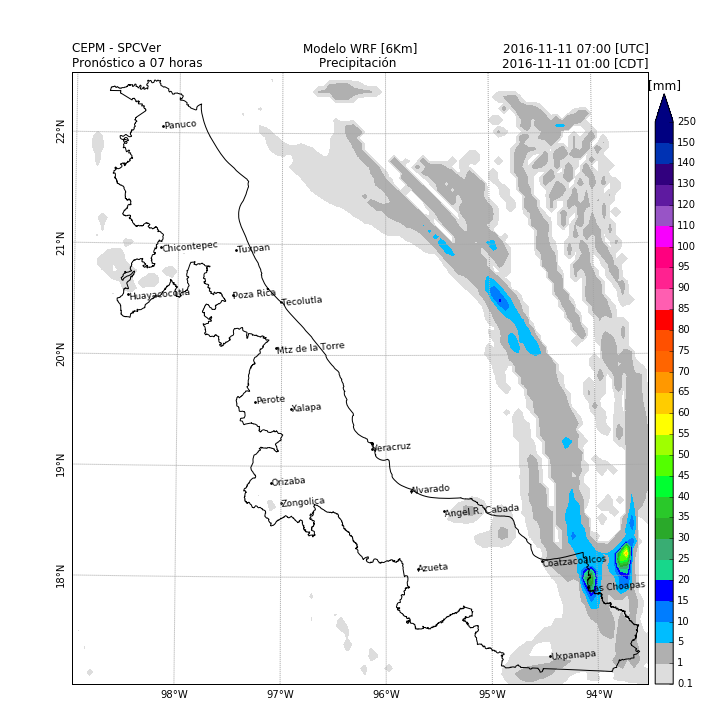 CEPM - SPCVer
Pronóstico a 07 horas
Modelo WRF [6Km]
Precipitación
2016-11-11 07:00 [UTC]
2016-11-11 01:00 [CDT]
[mm]
250
150
140
130
120
110
100
95
90
85
80
75
70
65
60
55
50
45
40
35
30
25
20
15
10
5
1
0.1
22°N
21°N
20°N
19°N
18°N
98°W
97°W
96°W
95°W
94°W
Panuco
Chicontepec
Tuxpan
Huayacocotla
Poza Rica
Tecolutla
Mtz de la Torre
Perote
Xalapa
Veracruz
Orizaba
Zongolica
Alvarado
Angel R. Cabada
Azueta
Coatzacoalcos
Las Choapas
Uxpanapa